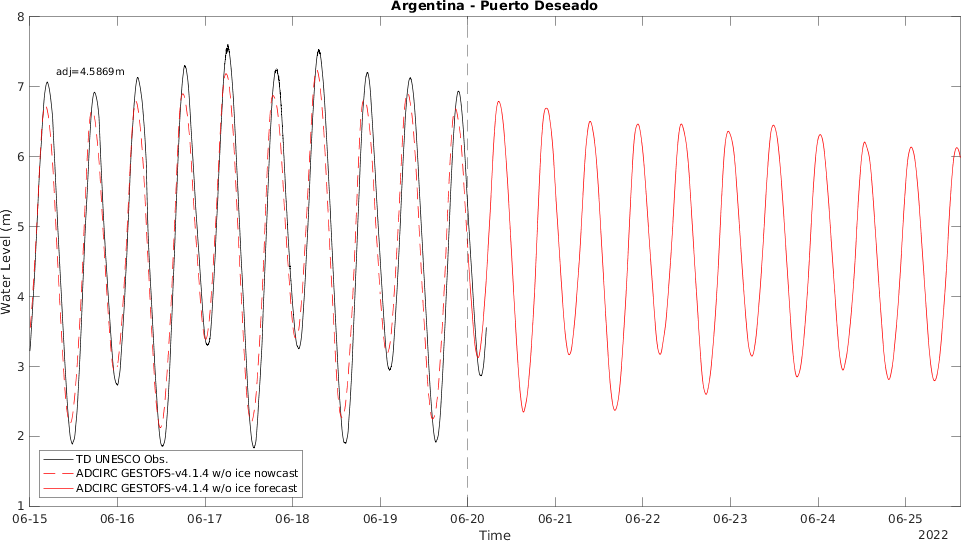 Argentina - Puerto Deseado
8
adj=4.5869m
7
6
5
4
3
2
1
Water Level (m)
TD UNESCO Obs.
ADCIRC GESTOFS-v4.1.4 w/o ice nowcast
ADCIRC GESTOFS-v4.1.4 w/o ice forecast
06-15 06-16 06-17 06-18 06-19 06-20 06-21 06-22 06-23 06-24 06-25
Time
2022